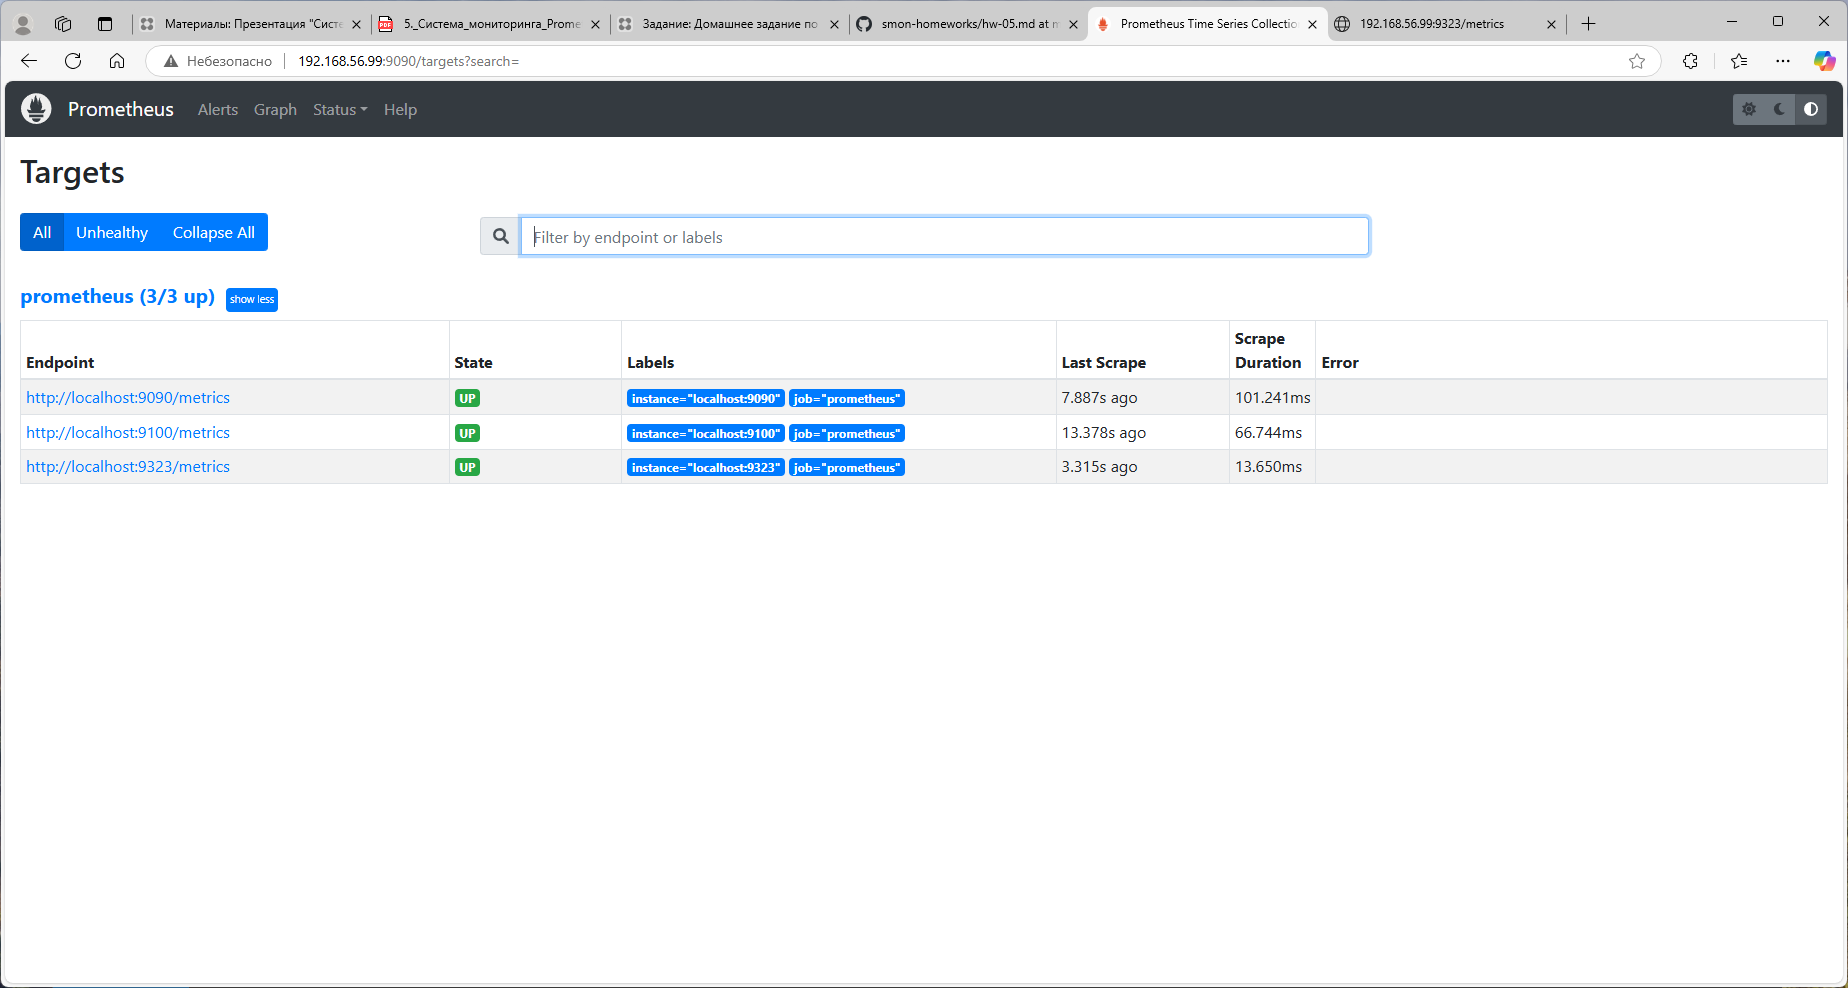 Материалы: Презентация "Систе
5._Система_мониторинга_Prome
Задание: Домашнее задание по
smon-homeworks/hw-05.md at m
Prometheus Time Series Collectio
192.168.56.99:9323/metrics
Небезопасно
192.168.56.99:9090/targets?search=
Prometheus Alerts Graph Status Help
Targets
All Unhealthy Collapse All
Filter by endpoint or labels
prometheus (3/3 up) show less
Endpoint State Labels Last Scrape Scrape Duration Error
http://localhost:9090/metrics UP instance="localhost:9090" job="prometheus" 7.887s ago 101.241ms
http://localhost:9100/metrics UP instance="localhost:9100" job="prometheus" 13.378s ago 66.744ms
http://localhost:9323/metrics UP instance="localhost:9323" job="prometheus" 3.315s ago 13.650ms